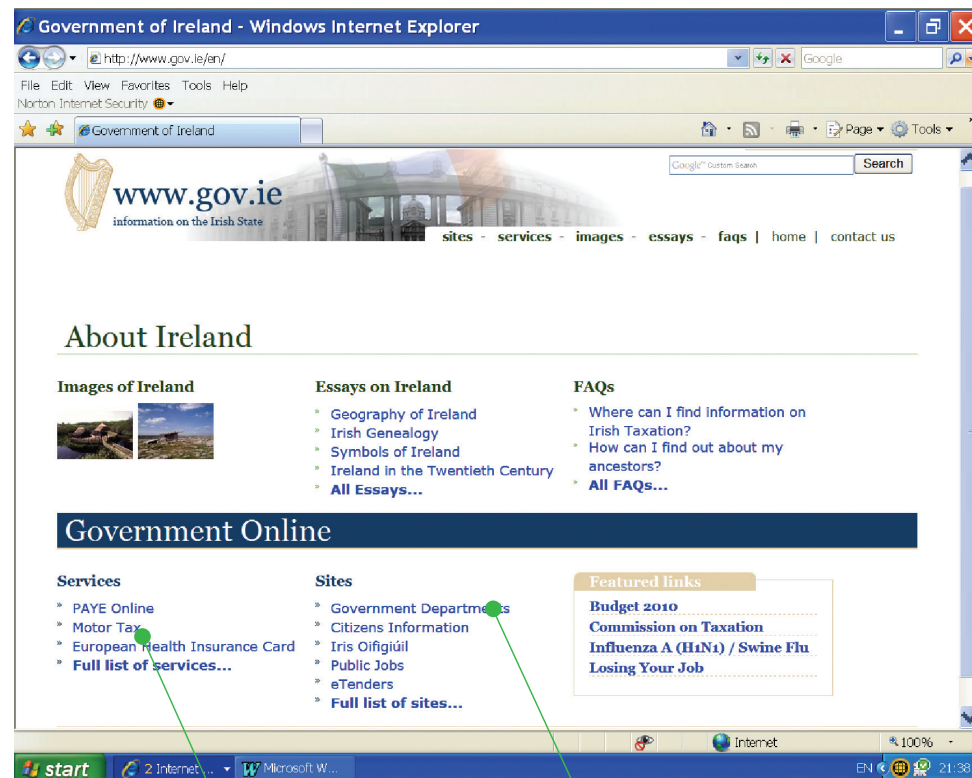 Government of Ireland - Windows Internet Explorer
http://www.gov.ie/en/
Google
File Edit View Favorites Tools Help
Norton Internet Security
Government of Ireland
Page Tools
Google™ Custom Search
Search
www.gov.ie
information on the Irish State
sites - services - images - essays - faqs | home | contact us
About Ireland
Images of Ireland
Essays on Ireland
» Geography of Ireland
» Irish Genealogy
» Symbols of Ireland
» Ireland in the Twentieth Century
» All Essays...
FAQs
» Where can I find information on
Irish Taxation?
» How can I find out about my
ancestors?
» All FAQs...
Government Online
Services
» PAYE Online
» Motor Tax
» European Health Insurance Card
» Full list of services...
Sites
» Government Departments
» Citizens Information
» Iris Oifigiúil
» Public Jobs
» eTenders
» Full list of sites...
Featured links
Budget 2010
Commission on Taxation
Influenza A (H1N1) / Swine Flu
Losing Your Job
Internet
100%
start
2 Internet ...
Microsoft W...
EN
21:38